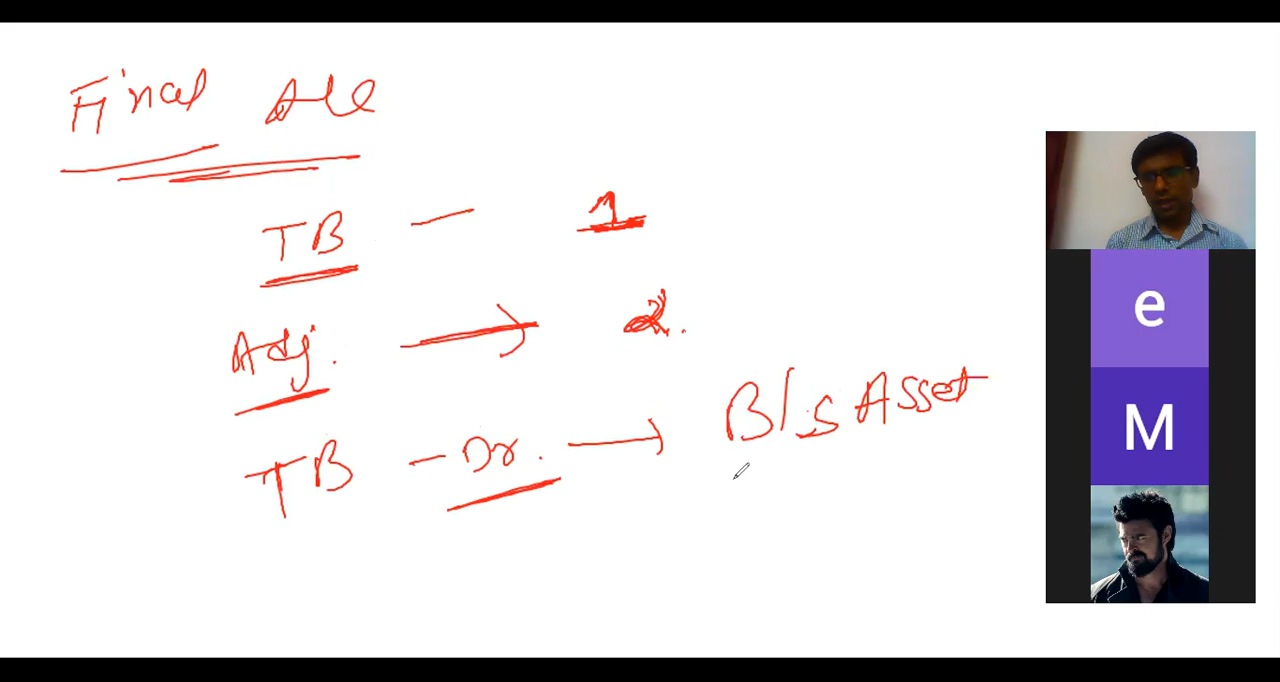 Final A/c
TB - 1
Adj. → 2.
TB - Dr. → B/S Asset
e
M